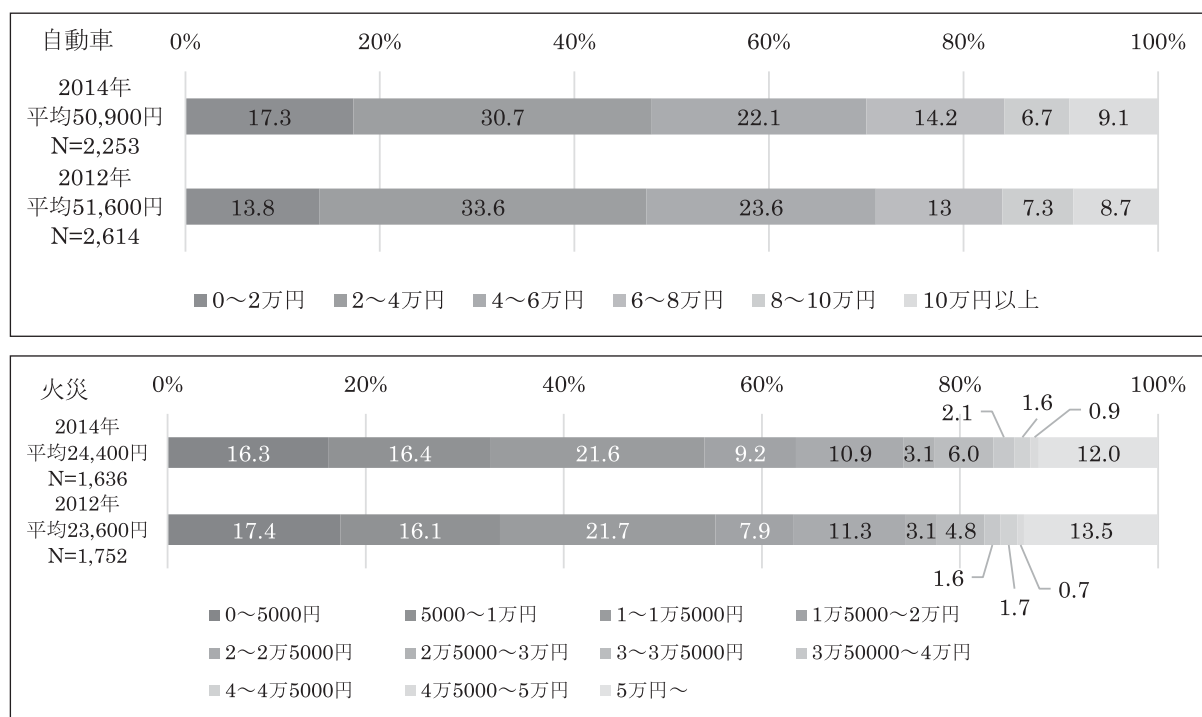 自動車
0% 20% 40% 60% 80% 100%
2014年
平均50,900円
N=2,253
17.3 30.7 22.1 14.2 6.7 9.1
2012年
平均51,600円
N=2,614
13.8 33.6 23.6 13 7.3 8.7
0～2万円 2～4万円 4～6万円 6～8万円 8～10万円 10万円以上
火災
0% 20% 40% 60% 80% 100%
2.1 1.6 0.9
2014年
平均24,400円
N=1,636
16.3 16.4 21.6 9.2 10.9 3.1 6.0 12.0
2012年
平均23,600円
N=1,752
17.4 16.1 21.7 7.9 11.3 3.1 4.8 13.5
1.6 1.7 0.7
0～5000円 5000～1万円 1～1万5000円 1万5000～2万円
2～2万5000円 2万5000～3万円 3～3万5000円 3万50000～4万円
4～4万5000円 4万5000～5万円 5万円～